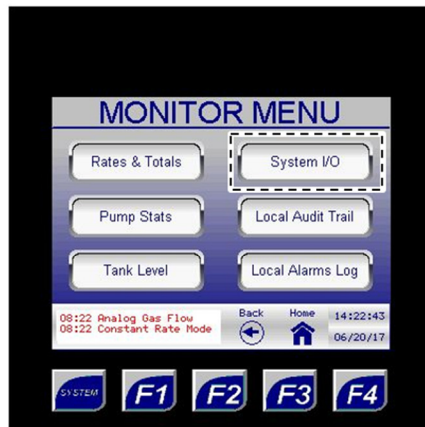 MONITOR MENU
Rates & Totals
System I/O
Pump Stats
Local Audit Trail
Tank Level
Local Alarms Log
08:22 Analog Gas Flow
08:22 Constant Rate Mode
Back
Home
14:22:43
06/20/17
SYSTEM
F1
F2
F3
F4